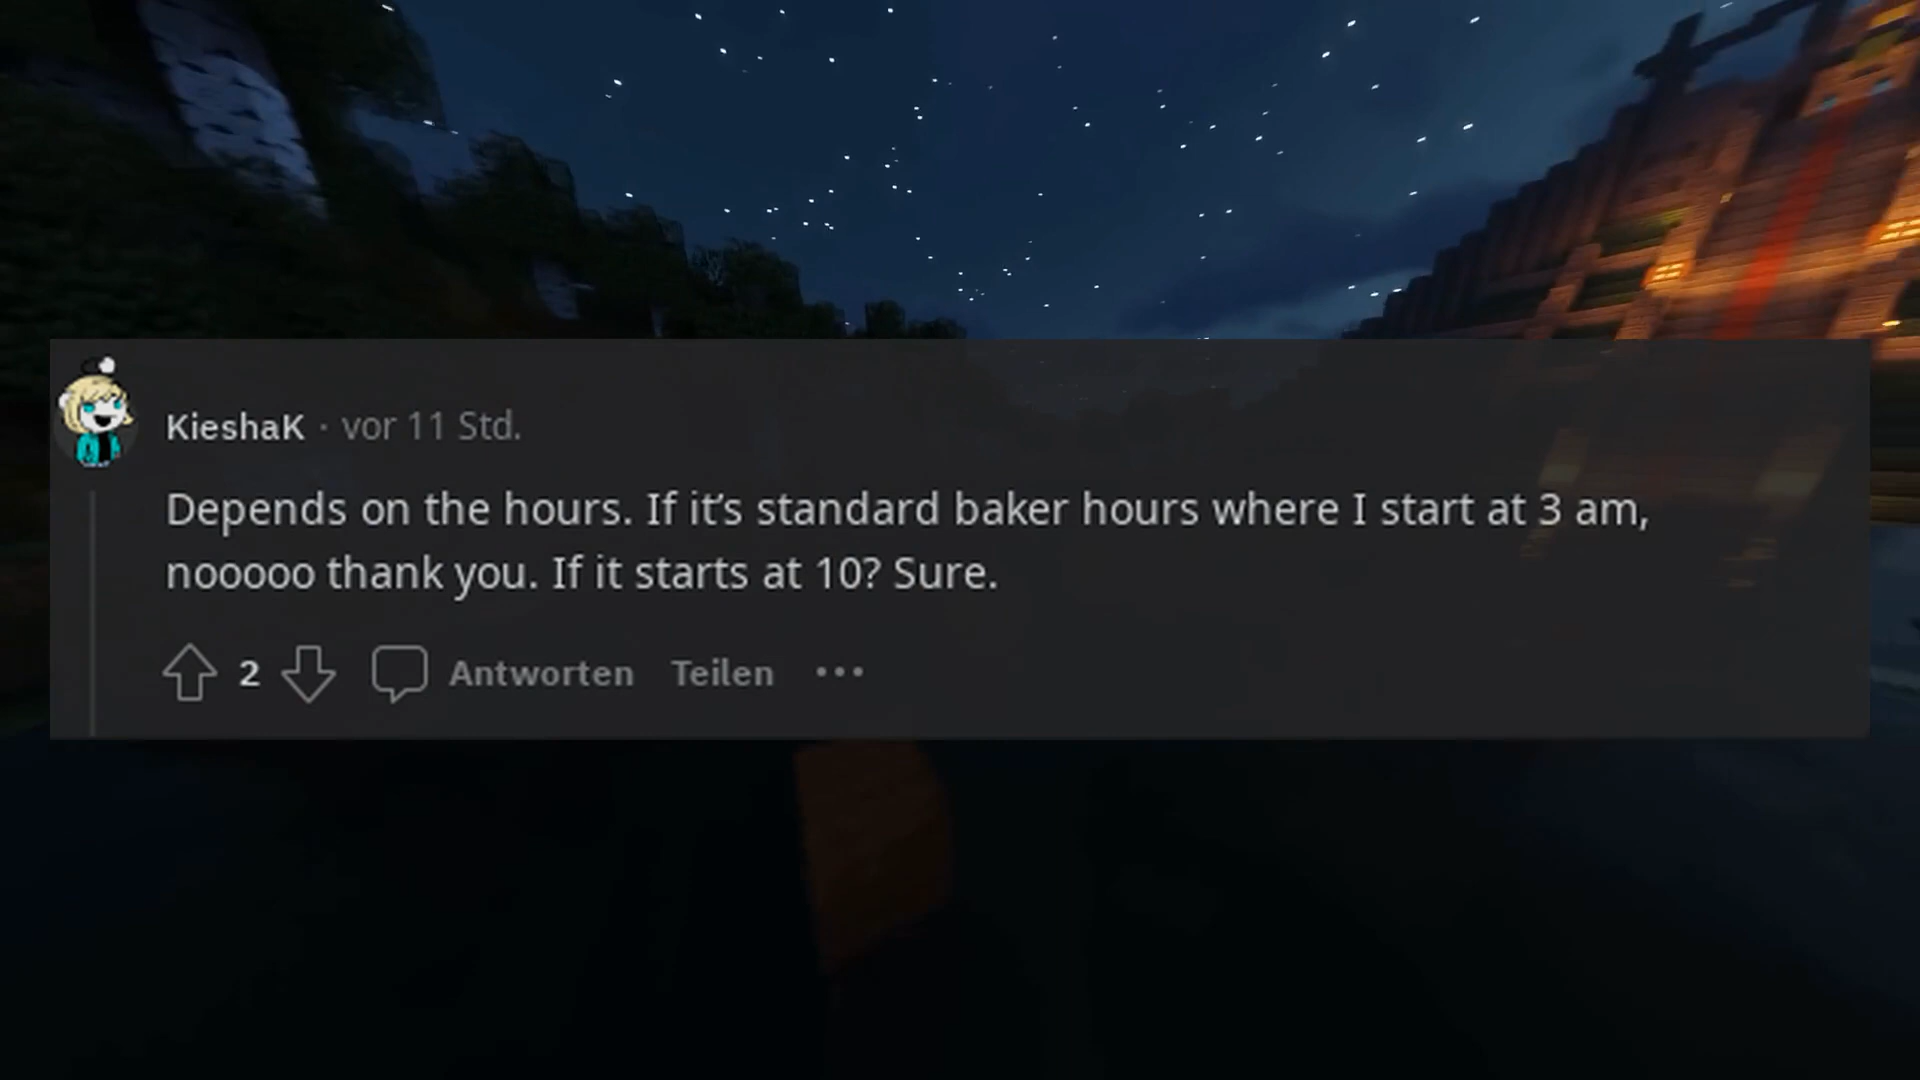 KieshaK · vor 11 Std.
Depends on the hours. If it’s standard baker hours where I start at 3 am,
nooooo thank you. If it starts at 10? Sure.
2 Antworten Teilen •••